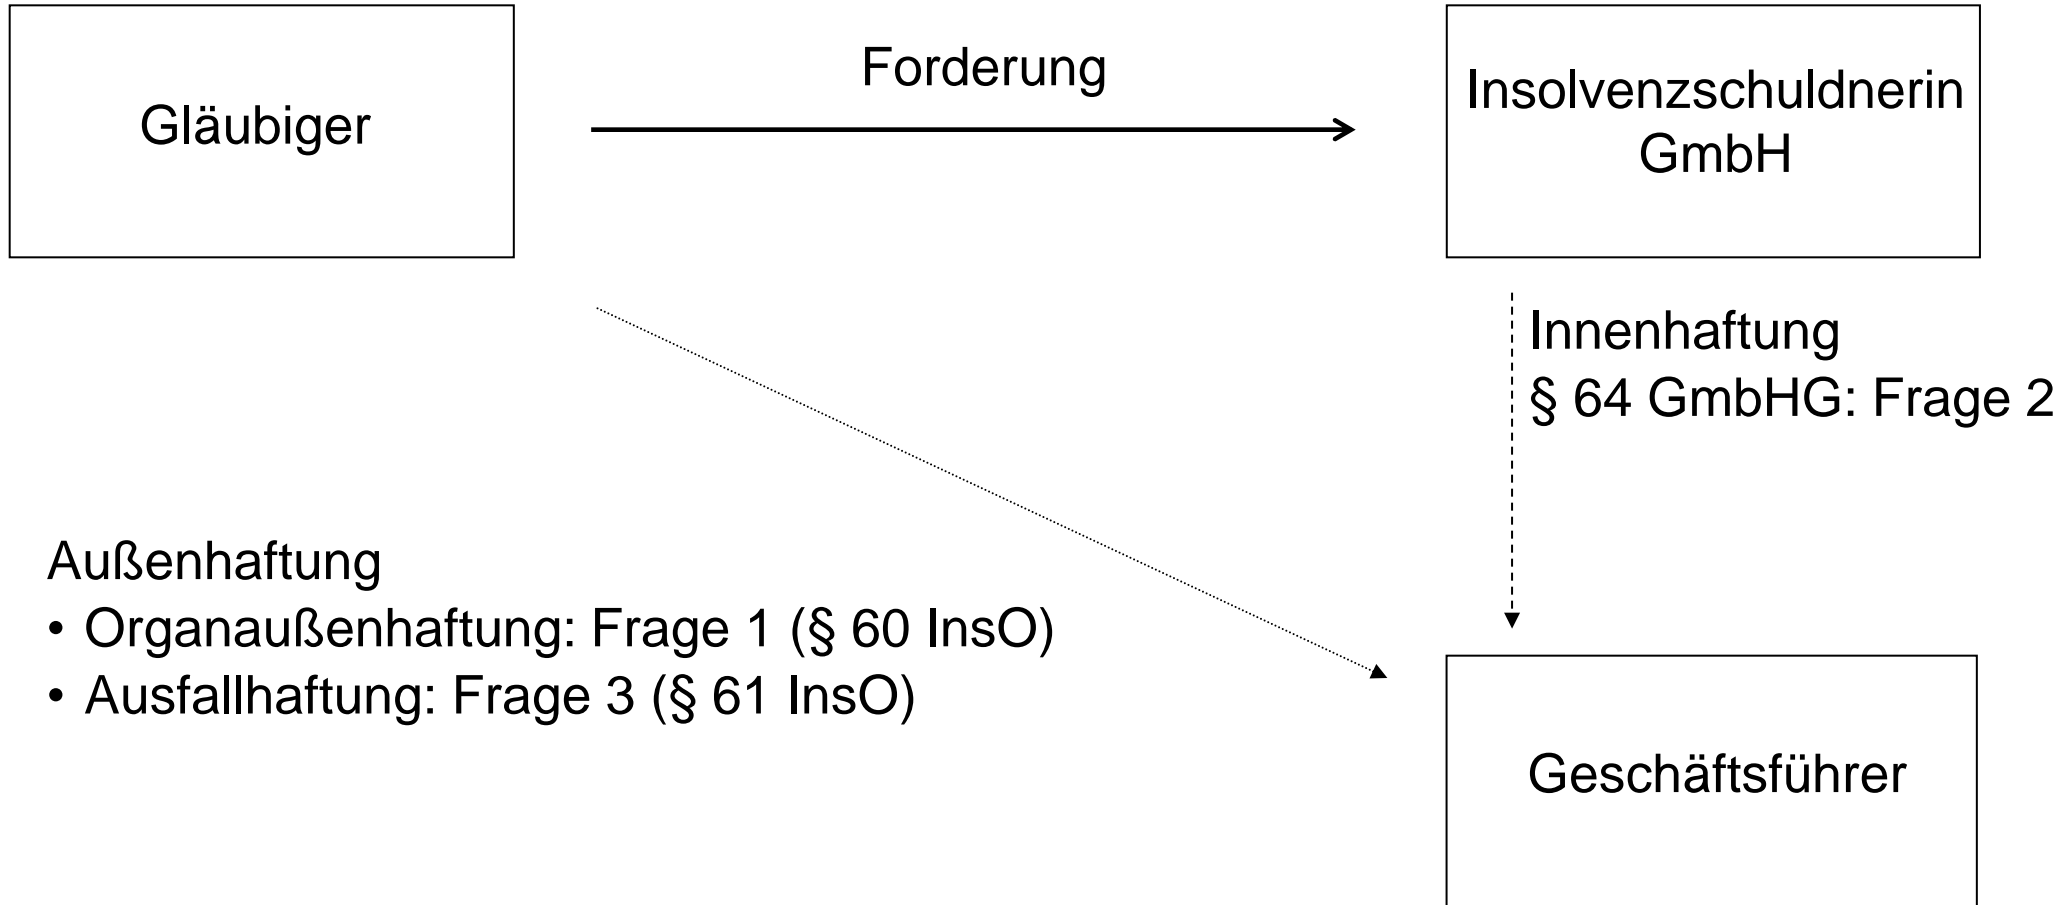 Gläubiger
Forderung
Insolvenzschuldnerin
GmbH
Innenhaftung
§ 64 GmbHG: Frage 2
Außenhaftung
• Organaußenhaftung: Frage 1 (§ 60 InsO)
• Ausfallhaftung: Frage 3 (§ 61 InsO)
Geschäftsführer